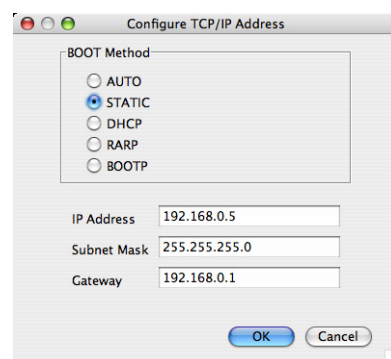 Configure TCP/IP Address
BOOT Method
AUTO
STATIC
DHCP
RARP
BOOTP
IP Address 192.168.0.5
Subnet Mask 255.255.255.0
Gateway 192.168.0.1
OK Cancel